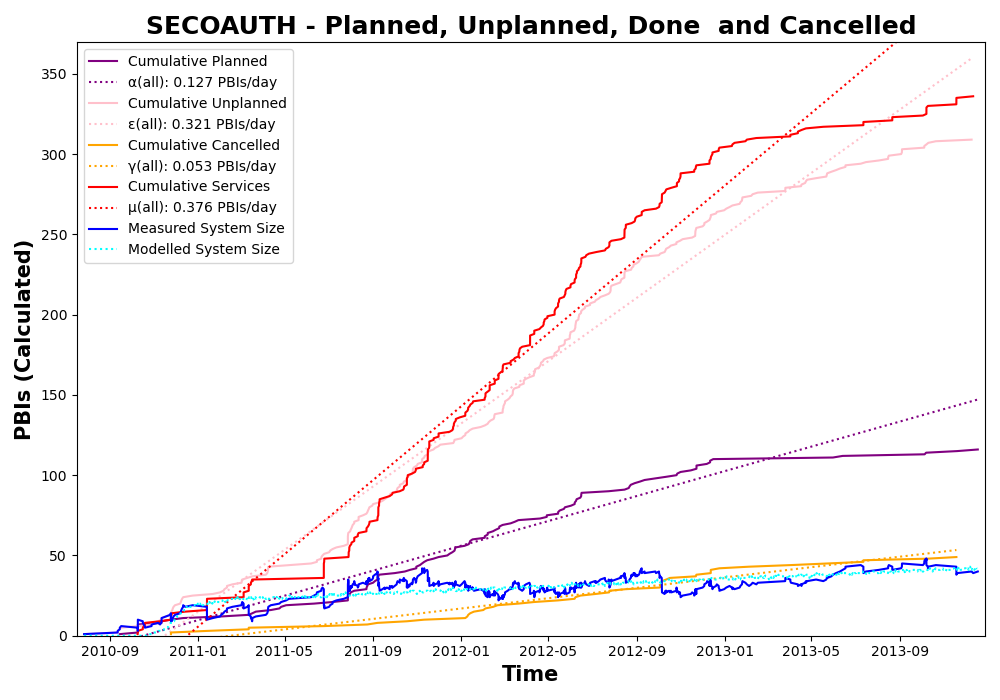 SECOAUTH - Planned, Unplanned, Done  and Cancelled
Cumulative Planned
α(all): 0.127 PBIs/day
Cumulative Unplanned
ε(all): 0.321 PBIs/day
Cumulative Cancelled
γ(all): 0.053 PBIs/day
Cumulative Services
μ(all): 0.376 PBIs/day
Measured System Size
Modelled System Size
PBIs (Calculated)
350
300
250
200
150
100
50
0
2010-09 2011-01 2011-05 2011-09 2012-01 2012-05 2012-09 2013-01 2013-05 2013-09
Time